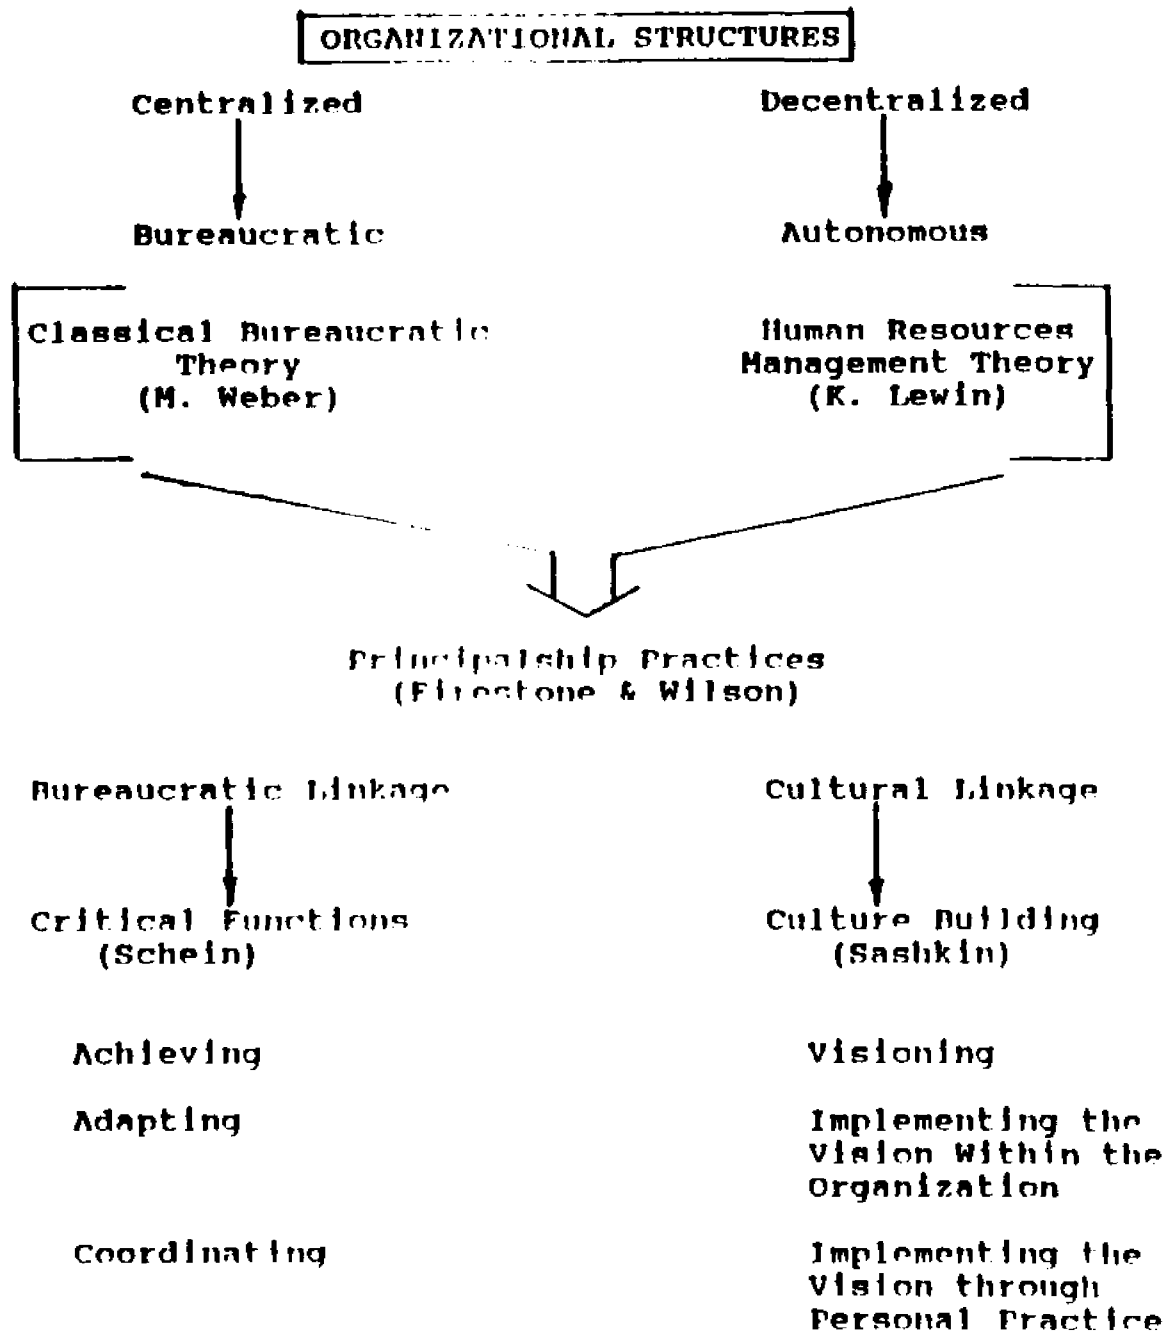 ORGANIZATIONAL STRUCTURES
Centralized
Decentralized
Bureaucratic
Autonomous
Classical Bureaucratic
Theory
(M. Weber)
Human Resources
Management Theory
(K. Lewin)
Principalship Practices
(Firestone & Wilson)
Bureaucratic Linkage
Cultural Linkage
Critical Functions
(Schein)
Culture Building
(Sashkin)
Achieving
Visioning
Adapting
Implementing the
Vision Within the
Organization
Coordinating
Implementing the
Vision through
Personal Practice